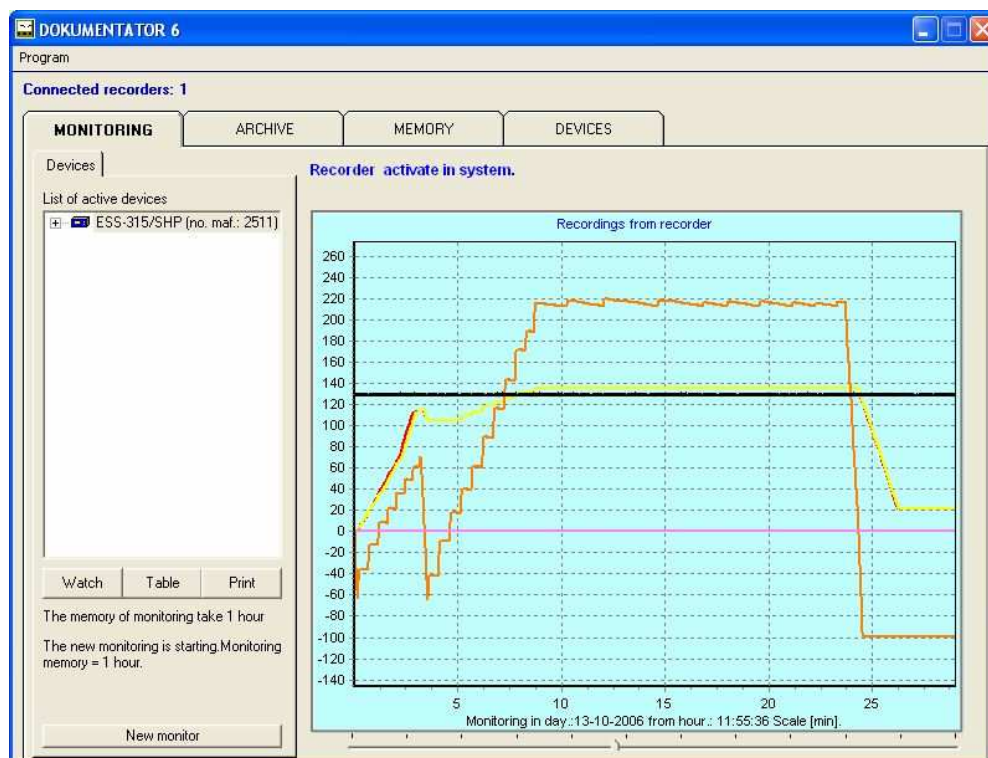 DOKUMENTATOR 6
Program
Connected recorders: 1
MONITORING
ARCHIVE
MEMORY
DEVICES
Devices
List of active devices
ESS-315/SHP (no. maf.: 2511)
Watch
Table
Print
The memory of monitoring take 1 hour
The new monitoring is starting.Monitoring
memory = 1 hour.
New monitor
Recorder activate in system.
Recordings from recorder
260
240
220
200
180
160
140
120
100
80
60
40
20
0
-20
-40
-60
-80
-100
-120
-140
5 10 15 20 25
Monitoring in day.:13-10-2006 from hour.: 11:55:36 Scale [min].